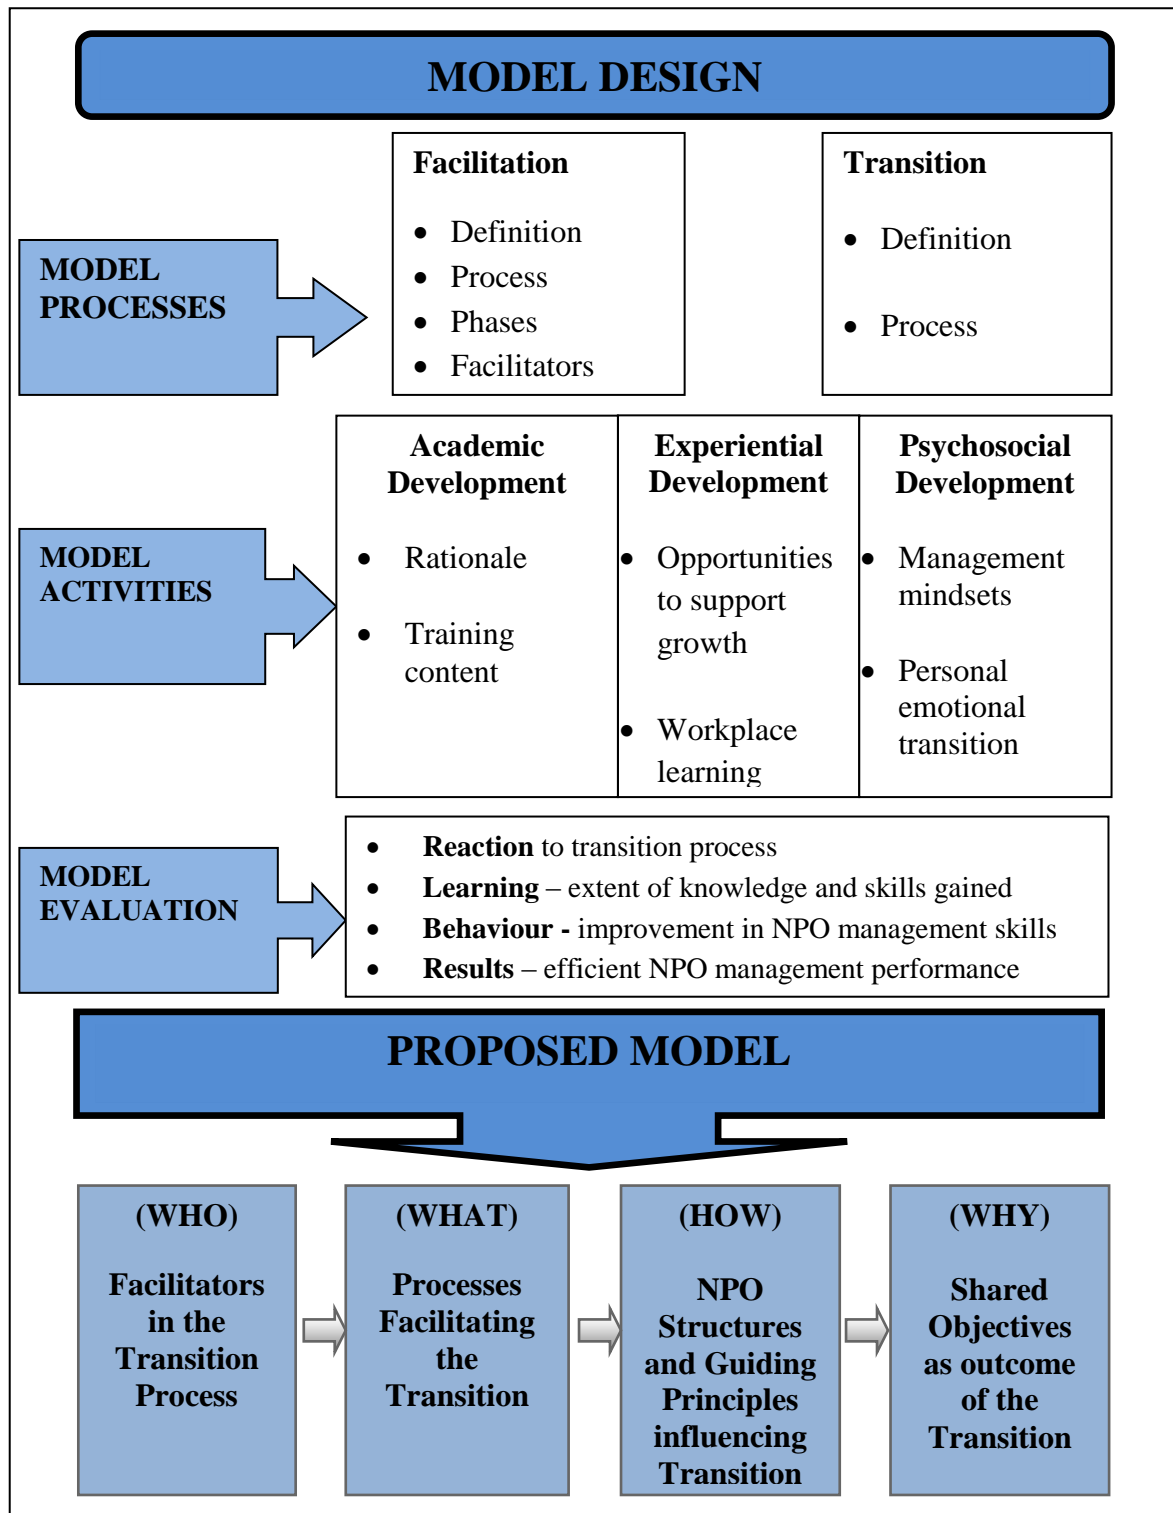 MODEL DESIGN
Facilitation
• Definition
• Process
• Phases
• Facilitators
Transition
• Definition
• Process
MODEL
PROCESSES
Academic
Development
• Rationale
• Training
content
Experiential
Development
• Opportunities
to support
growth
• Workplace
learning
Psychosocial
Development
• Management
mindsets
• Personal
emotional
transition
MODEL
ACTIVITIES
MODEL
EVALUATION
• Reaction to transition process
• Learning – extent of knowledge and skills gained
• Behaviour - improvement in NPO management skills
• Results – efficient NPO management performance
PROPOSED MODEL
(WHO)
Facilitators
in the
Transition
Process
(WHAT)
Processes
Facilitating
the
Transition
(HOW)
NPO
Structures
and Guiding
Principles
influencing
Transition
(WHY)
Shared
Objectives
as outcome
of the
Transition